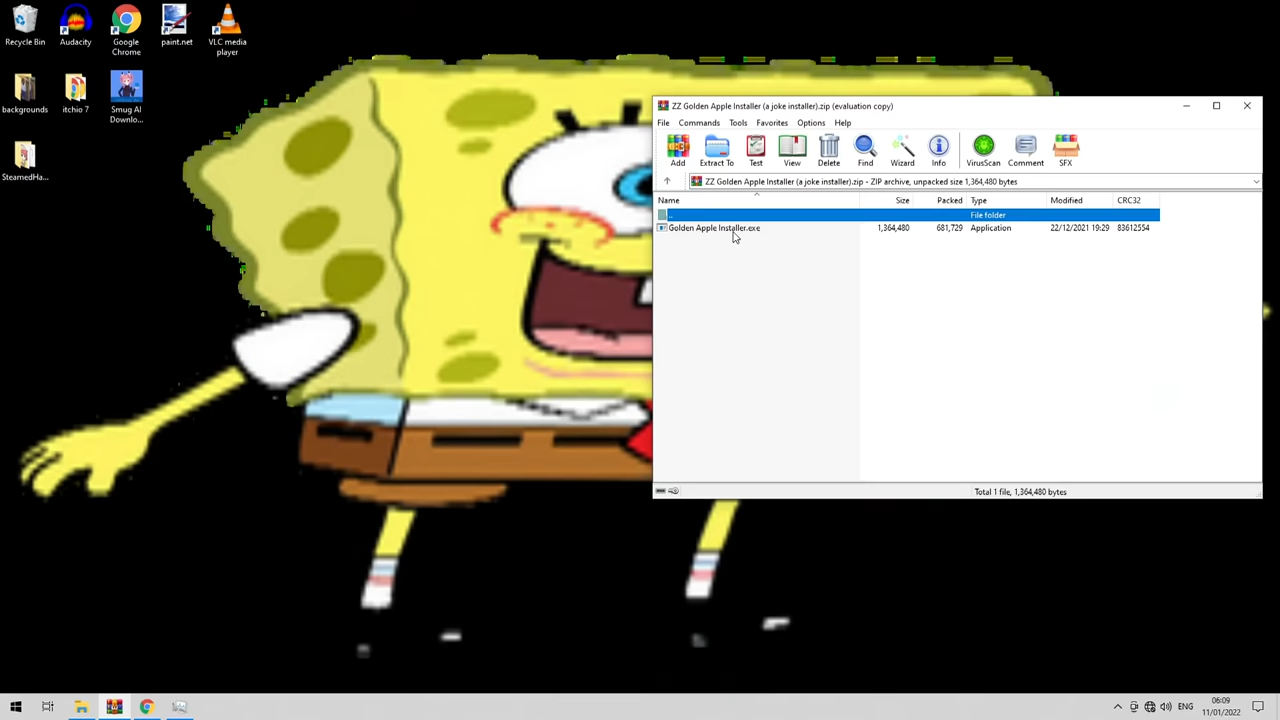 Recycle Bin
Audacity
Google Chrome
paint.net
VLC media player
backgrounds
itchio 7
Smug AI Downlo...
SteamedHa...
ZZ Golden Apple Installer (a joke installer).zip (evaluation copy)
File Commands Tools Favorites Options Help
Add Extract To Test View Delete Find Wizard Info VirusScan Comment SFX
ZZ Golden Apple Installer (a joke installer).zip - ZIP archive, unpacked size 1,364,480 bytes
Name Size Packed Type Modified CRC32
.. File folder
Golden Apple Installer.exe 1,364,480 681,729 Application 22/12/2021 19:29 83612554
Total 1 file, 1,364,480 bytes
ENG
06:09
11/01/2022